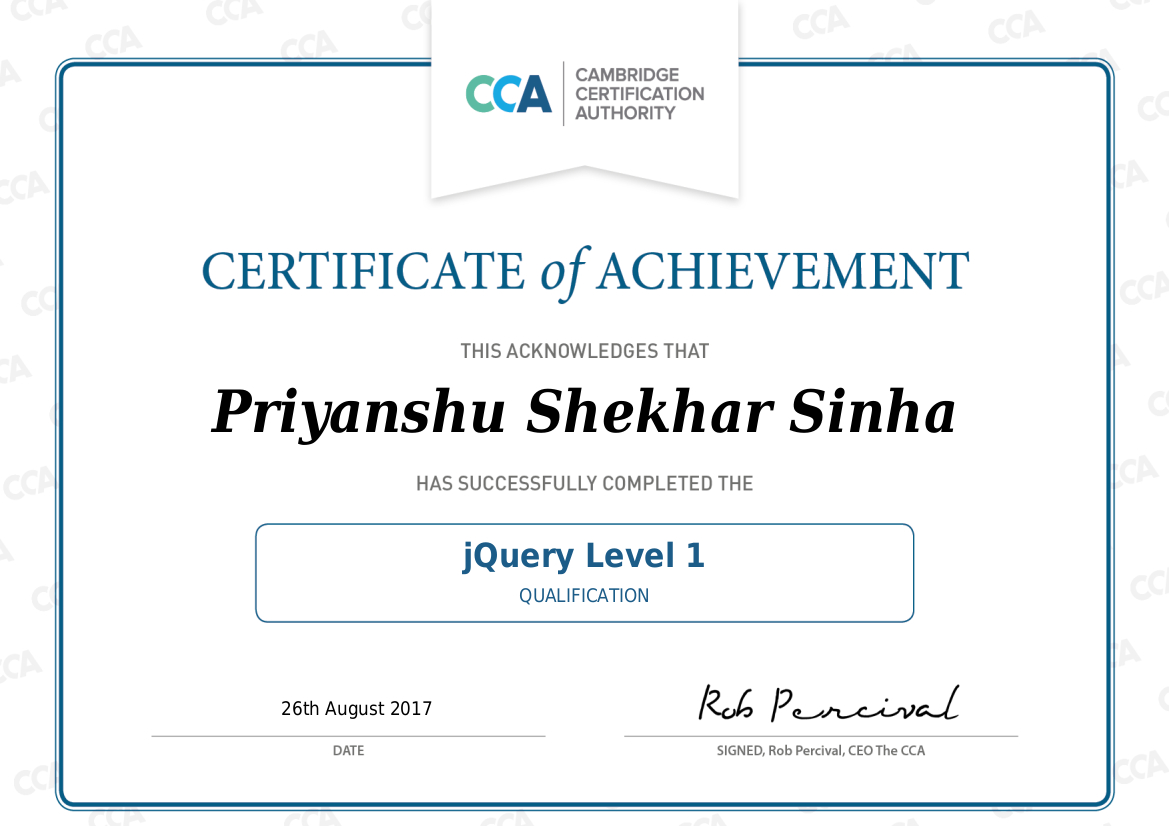 CCA
CAMBRIDGE
CERTIFICATION
AUTHORITY
CERTIFICATE of ACHIEVEMENT
THIS ACKNOWLEDGES THAT
Priyanshu Shekhar Sinha
HAS SUCCESSFULLY COMPLETED THE
jQuery Level 1
QUALIFICATION
26th August 2017
Rob Percival
DATE
SIGNED, Rob Percival, CEO The CCA